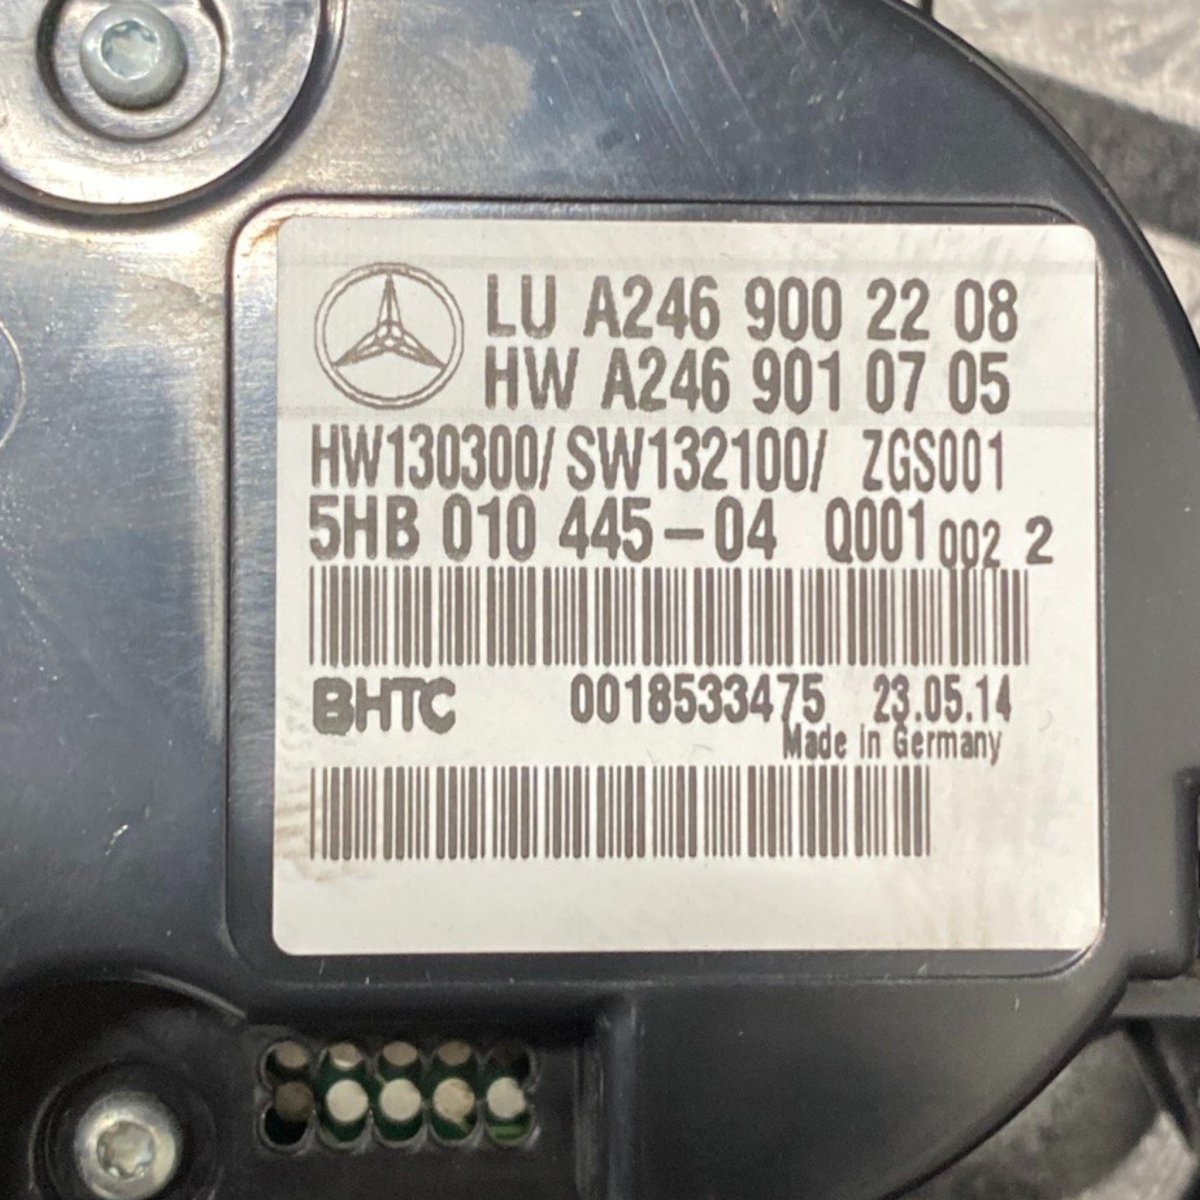 LU A246 900 22 08
HW A246 901 07 05
HW130300/ SW132100/ ZGS001
5HB 010 445-04 Q001 002 2
BHTC 0018533475 23.05.14
Made in Germany